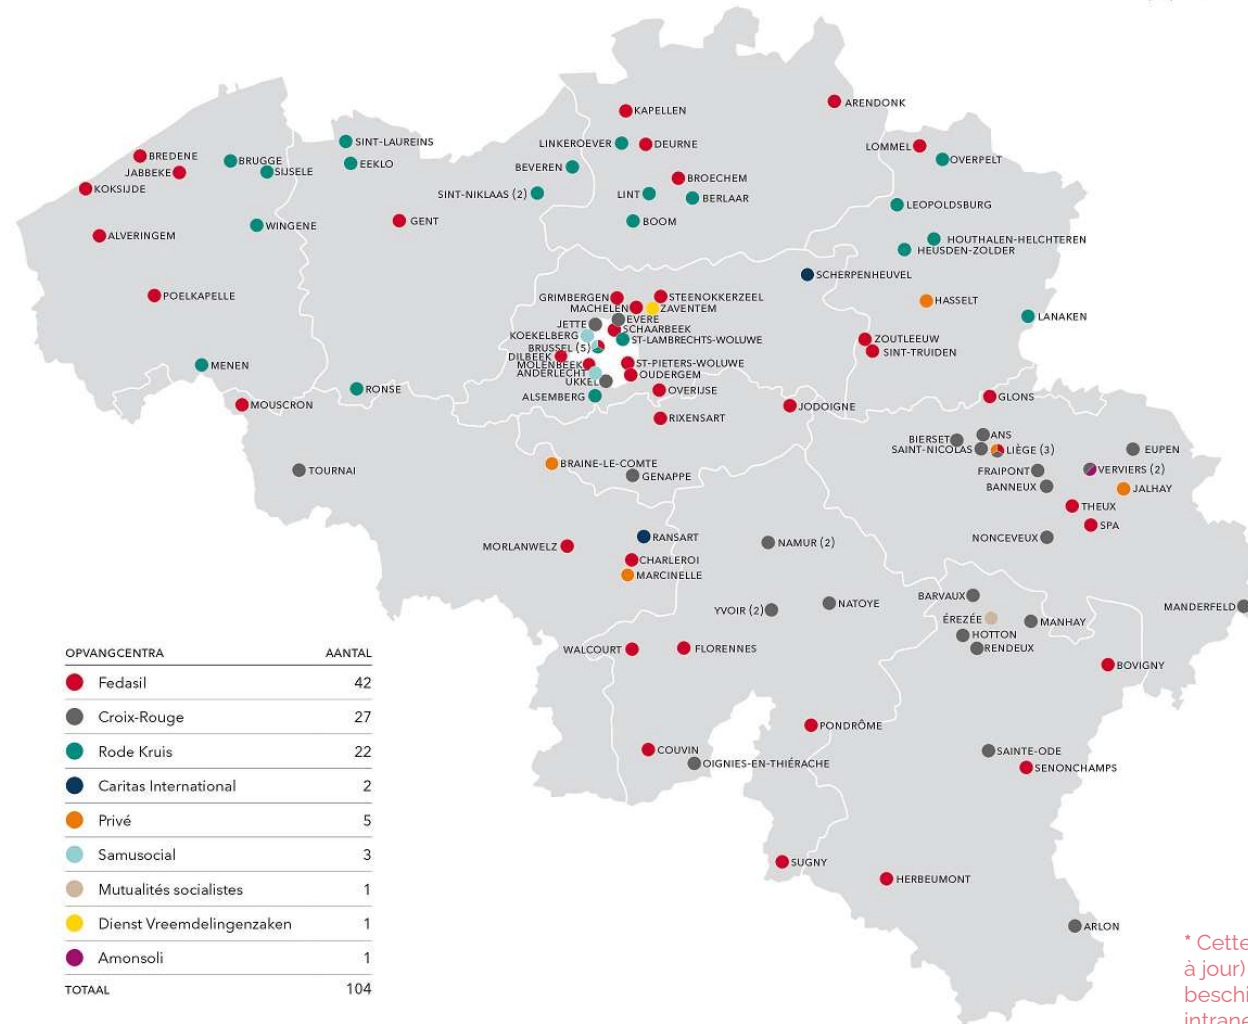 KAPELLEN
ARENDONK
SINT-LAUREINS
LINKEROEVER
DEURNE
LOMMEL
BREDENE
BRUGGE
EEKLO
OVERPELT
JABBEKE
SIJSELE
BEVEREN
BROECHEM
KOKSIJDE
SINT-NIKLAAS (2)
LINT
BERLAAR
LEOPOLDSBURG
GENT
BOOM
WINGENE
ALVERINGEM
HOUTHALEN-HELCHTEREN
HEUSDEN-ZOLDER
SCHERPENHEUVEL
POELKAPELLE
GRIMBERGEN
STEENOKKERZEEL
HASSELT
MACHELEN
ZAVENTEM
LANAKEN
EVERE
JETTE
SCHAARBEEK
KOEKELBERG
ST-LAMBRECHTS-WOLUWE
ZOUTLEEUW
BRUSSEL (5)
SINT-TRUIDEN
DILBEEK
MENEN
MOLENBEEK
ST-PIETERS-WOLUWE
ANDERLECHT
OUDERGEM
UKKEL
RONSE
OVERIJSE
ALSEMBERG
GLONS
MOUSCRON
JODOIGNE
RIXENSART
ANS
BIERSET
SAINT-NICOLAS
LIÈGE (3)
EUPEN
BRAINE-LE-COMTE
TOURNAI
FRAIPONT
VERVIERS (2)
GENAPPE
BANNEUX
JALHAY
THEUX
SPA
RANSART
NONCEVEUX
MORLANWELZ
NAMUR (2)
CHARLEROI
MARCINELLE
BARVAUX
NATOYE
MANDERFELD
YVOIR (2)
ÉREZÉE
MANHAY
HOTTON
RENDEUX
WALCOURT
FLORENNES
BOVIGNY
PONDRÔME
COUVIN
SAINTE-ODE
OIGNIES-EN-THIÉRACHE
SENONCHAMPS
SUGNY
HERBEUMONT
ARLON
OPVANGCENTRA AANTAL
Fedasil 42
Croix-Rouge 27
Rode Kruis 22
Caritas International 2
Privé 5
Samusocial 3
Mutualités socialistes 1
Dienst Vreemdelingenzaken 1
Amonsoli 1
TOTAAL 104
* Cette
à jour)
beschi
intrane